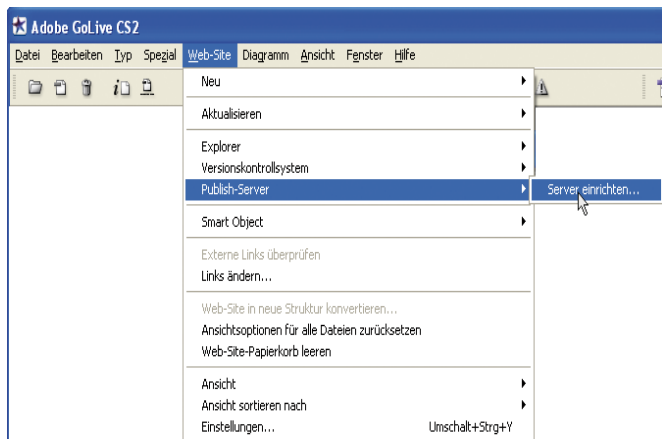 Adobe GoLive CS2
Datei Bearbeiten Typ Spezial Web-Site Diagramm Ansicht Fenster Hilfe
Neu
Aktualisieren
Explorer
Versionskontrollsystem
Publish-Server
Server einrichten...
Smart Object
Externe Links überprüfen
Links ändern...
Web-Site in neue Struktur konvertieren...
Ansichtsoptionen für alle Dateien zurücksetzen
Web-Site-Papierkorb leeren
Ansicht
Ansicht sortieren nach
Einstellungen... Umschalt+Strg+Y